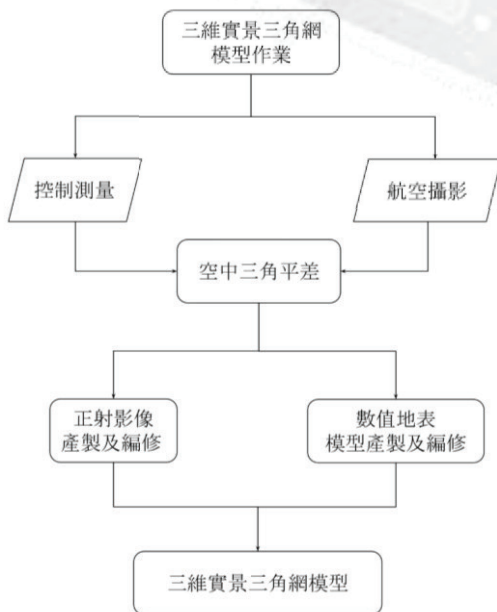 三維實景三角網
模型作業
控制測量
航空攝影
空中三角平差
正射影像
產製及編修
數值地表
模型產製及編修
三維實景三角網模型